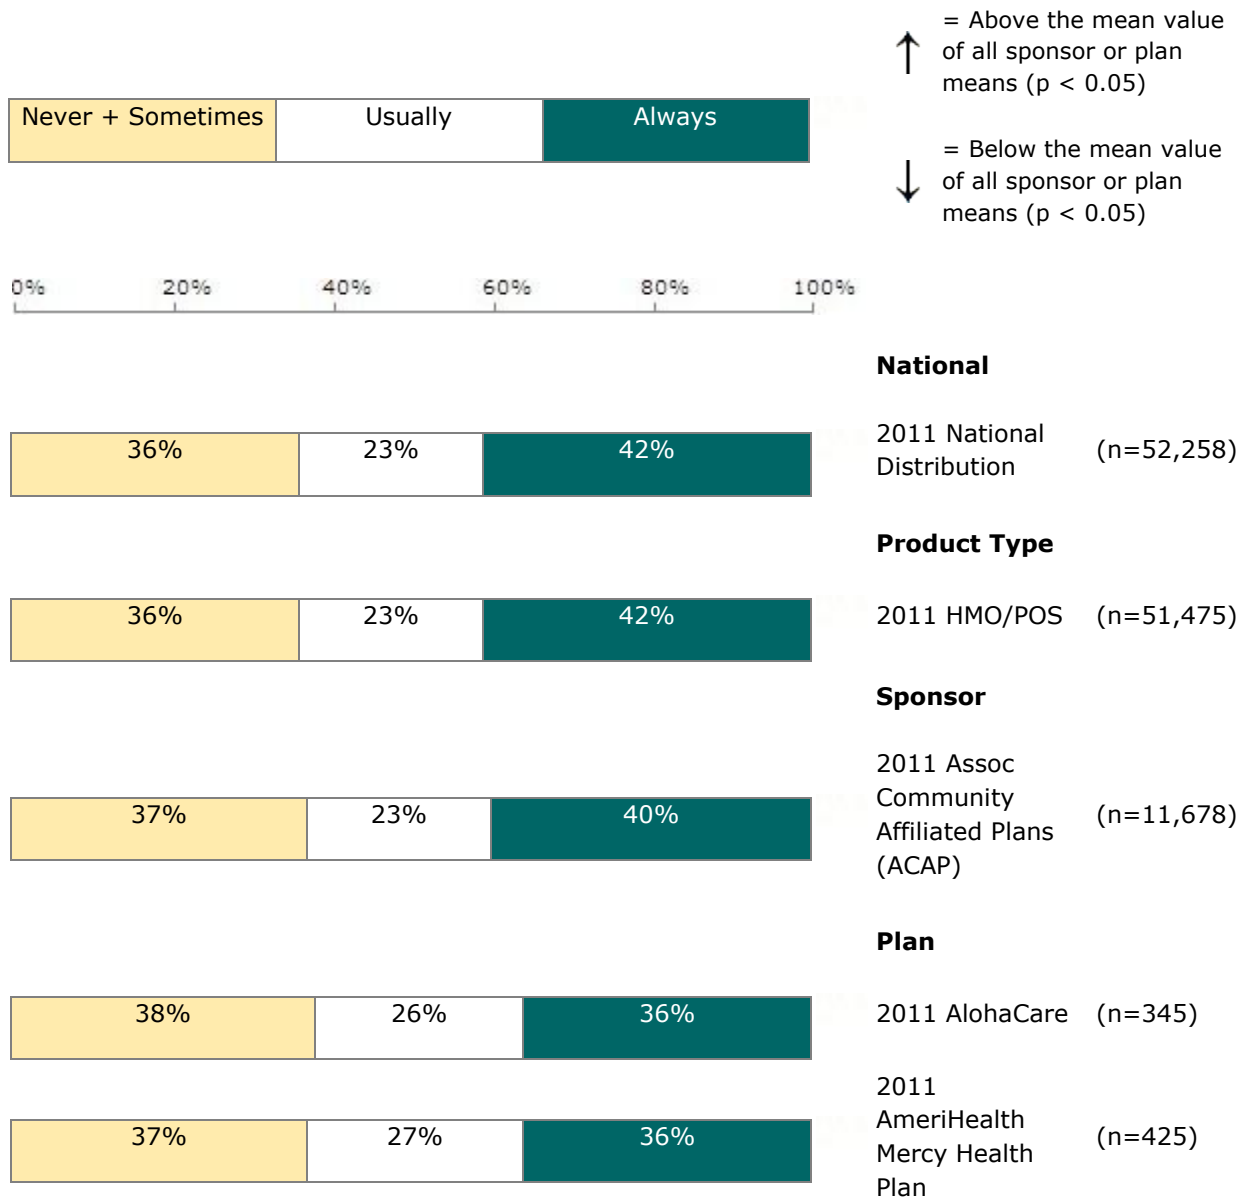 = Above the mean value
of all sponsor or plan
means (p < 0.05)
Never + Sometimes Usually Always
= Below the mean value
of all sponsor or plan
means (p < 0.05)
0% 20% 40% 60% 80% 100%
National
36% 23% 42%
2011 National
Distribution
(n=52,258)
Product Type
36% 23% 42%
2011 HMO/POS (n=51,475)
Sponsor
37% 23% 40%
2011 Assoc
Community
Affiliated Plans
(ACAP)
(n=11,678)
Plan
38% 26% 36%
2011 AlohaCare (n=345)
37% 27% 36%
2011
AmeriHealth
Mercy Health
Plan
(n=425)